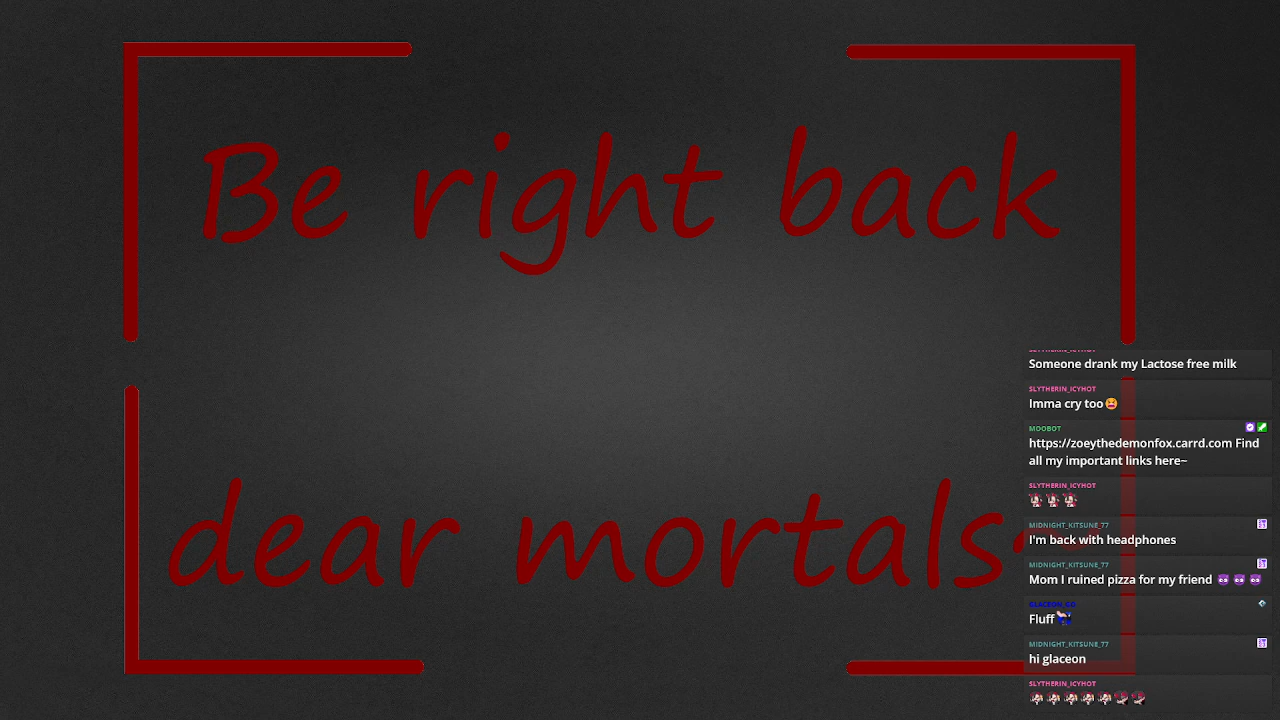 Be right back
dear mortals~
SLYTHERIN_ICYHOT
Someone drank my Lactose free milk
SLYTHERIN_ICYHOT
Imma cry too😫
MOOBOT
https://zoeythedemonfox.carrd.com Find
all my important links here~
SLYTHERIN_ICYHOT
MIDNIGHT_KITSUNE_77
I'm back with headphones
MIDNIGHT_KITSUNE_77
Mom I ruined pizza for my friend
Fluff
MIDNIGHT_KITSUNE_77
hi glaceon
SLYTHERIN_ICYHOT